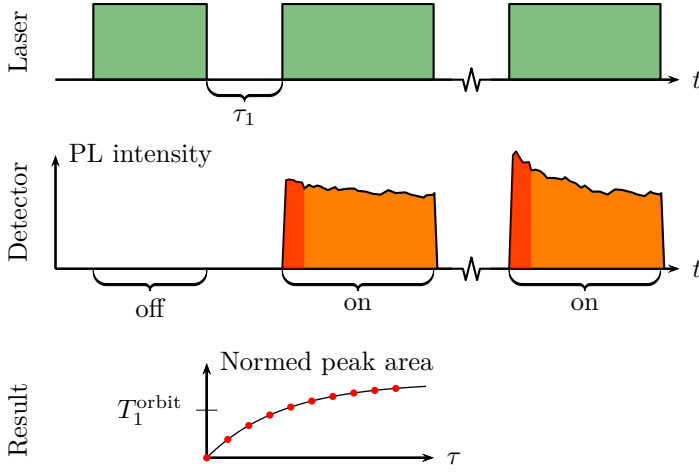 Laser
t
τ₁
Detector
PL intensity
t
off
on
on
Result
Normed peak area
T₁ᵒʳᵇⁱᵗ
τ